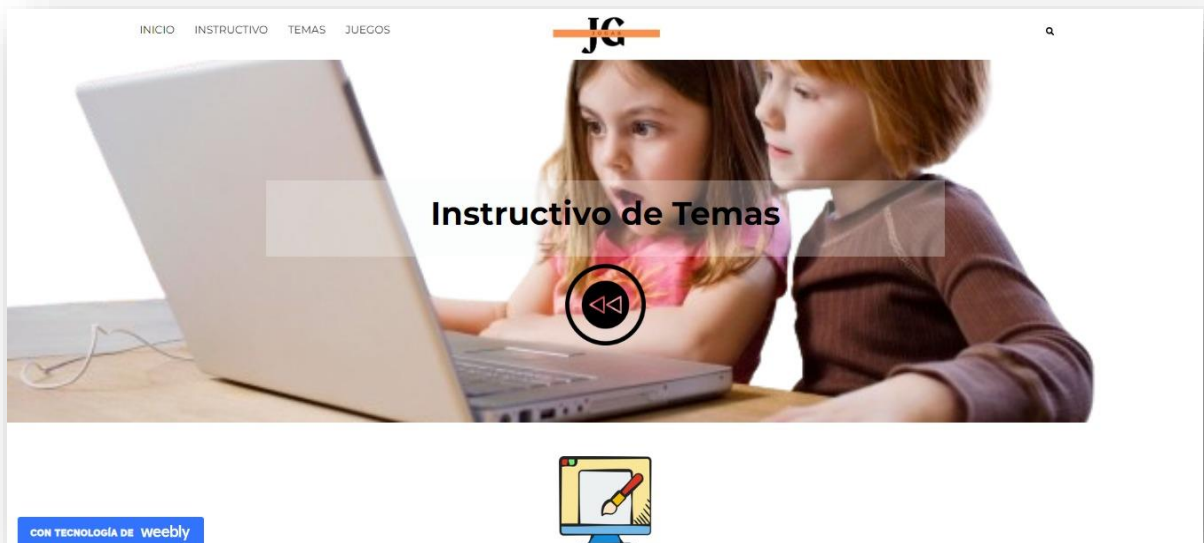 INICIO INSTRUCTIVO TEMAS JUEGOS
JG
Instructivo de Temas
CON TECNOLOGÍA DE weebly